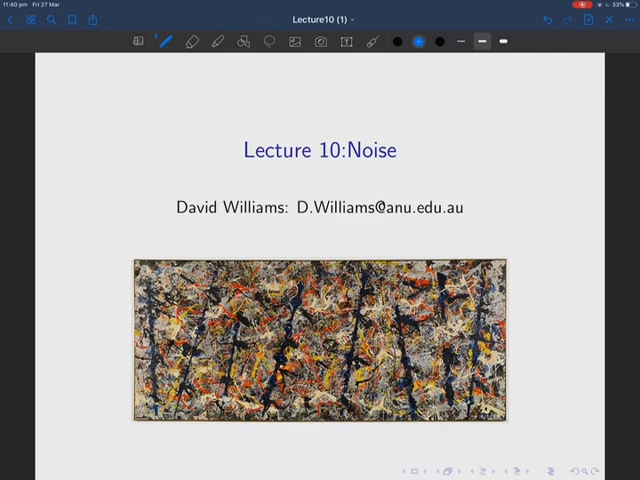 11:40 pm Fri 27 Mar
33%
Lecture10 (1)
Lecture 10:Noise
David Williams: D.Williams@anu.edu.au